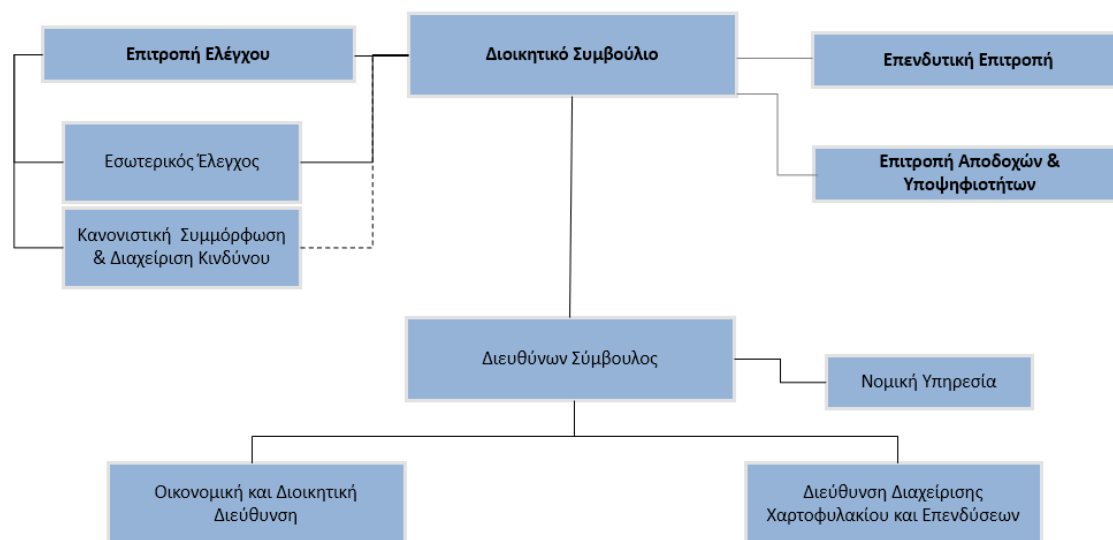 Επιτροπή Ελέγχου
Διοικητικό Συμβούλιο
Επενδυτική Επιτροπή
Εσωτερικός Έλεγχος
Επιτροπή Αποδοχών &
Υποψηφιοτήτων
Κανονιστική Συμμόρφωση
& Διαχείριση Κινδύνου
Διευθύνων Σύμβουλος
Νομική Υπηρεσία
Οικονομική και Διοικητική
Διεύθυνση
Διεύθυνση Διαχείρισης
Χαρτοφυλακίου και Επενδύσεων